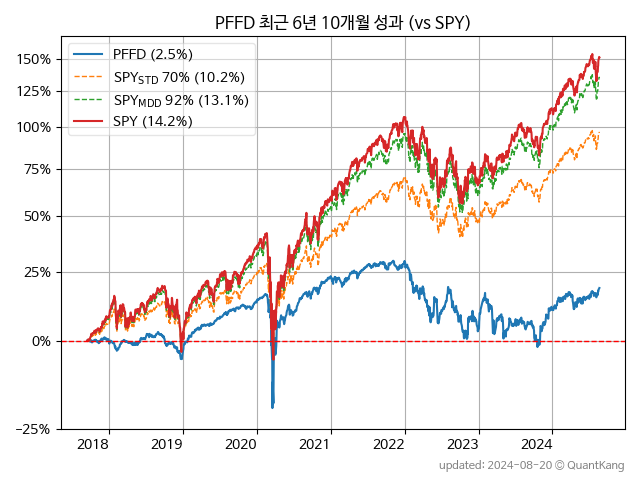 PFFD 최근 6년 10개월 성과 (vs SPY)
PFFD (2.5%)
SPY_STD 70% (10.2%)
SPY_MDD 92% (13.1%)
SPY (14.2%)
150%
125%
100%
75%
50%
25%
0%
−25%
2018 2019 2020 2021 2022 2023 2024
updated: 2024-08-20 © QuantKang